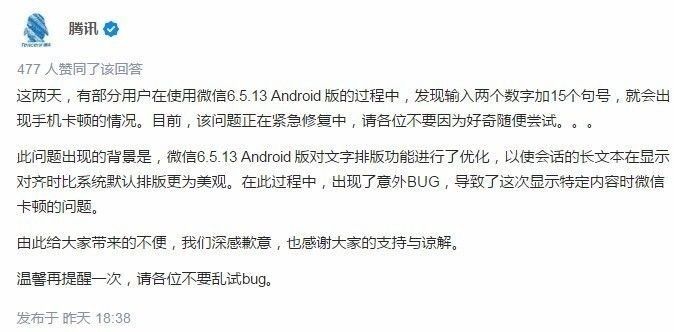 腾讯
Tencent 腾讯
477 人赞同了该回答
这两天，有部分用户在使用微信6.5.13 Android 版的过程中，发现输入两个数字加15个句号，就会出
现手机卡顿的情况。目前，该问题正在紧急修复中，请各位不要因为好奇随便尝试。。。
此问题出现的背景是，微信6.5.13 Android 版对文字排版功能进行了优化，以使会话的长文本在显示
对齐时比系统默认排版更为美观。在此过程中，出现了意外BUG，导致了这次显示特定内容时微信
卡顿的问题。
由此给大家带来的不便，我们深感歉意，也感谢大家的支持与谅解。
温馨再提醒一次，请各位不要乱试bug。
发布于 昨天 18:38